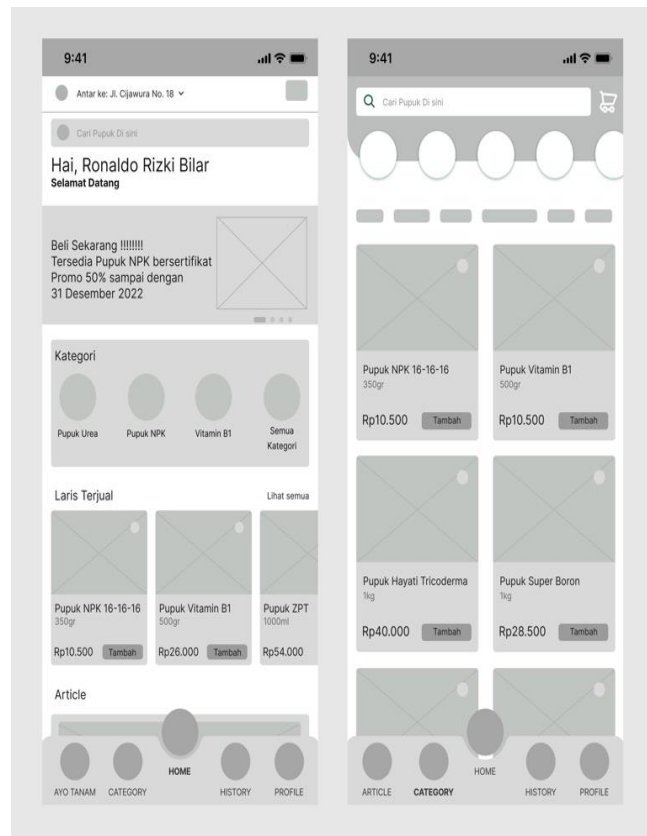 9:41
Antar ke: Jl. Cijawura No. 18
Cari Pupuk Di sini
Hai, Ronaldo Rizki Bilar
Selamat Datang
Beli Sekarang !!!!!!!!
Tersedia Pupuk NPK bersertifikat
Promo 50% sampai dengan
31 Desember 2022
Kategori
Pupuk Urea
Pupuk NPK
Vitamin B1
Semua
Kategori
Laris Terjual
Lihat semua
Pupuk NPK 16-16-16
350gr
Rp10.500
Tambah
Pupuk Vitamin B1
500gr
Rp26.000
Tambah
Pupuk ZPT
1000ml
Rp54.000
Article
AYO TANAM
CATEGORY
HOME
HISTORY
PROFILE
9:41
Cari Pupuk Di sini
Pupuk NPK 16-16-16
350gr
Rp10.500
Tambah
Pupuk Vitamin B1
500gr
Rp10.500
Tambah
Pupuk Hayati Tricoderma
1kg
Rp40.000
Tambah
Pupuk Super Boron
1kg
Rp28.500
Tambah
ARTICLE
CATEGORY
HOME
HISTORY
PROFILE